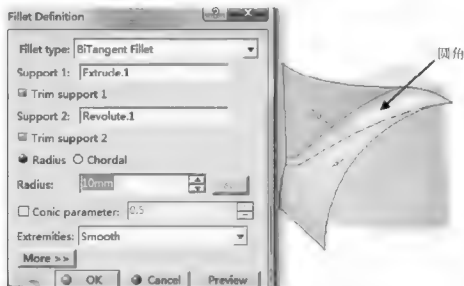 Fillet Definition
Fillet type: BiTangent Fillet
Support 1: Extrude.1
Trim support 1
Support 2: Revolute.1
Trim support 2
Radius Chordal
Radius: 10mm
Conic parameter: 0.5
Extremities: Smooth
More >>
OK Cancel Preview
圆角